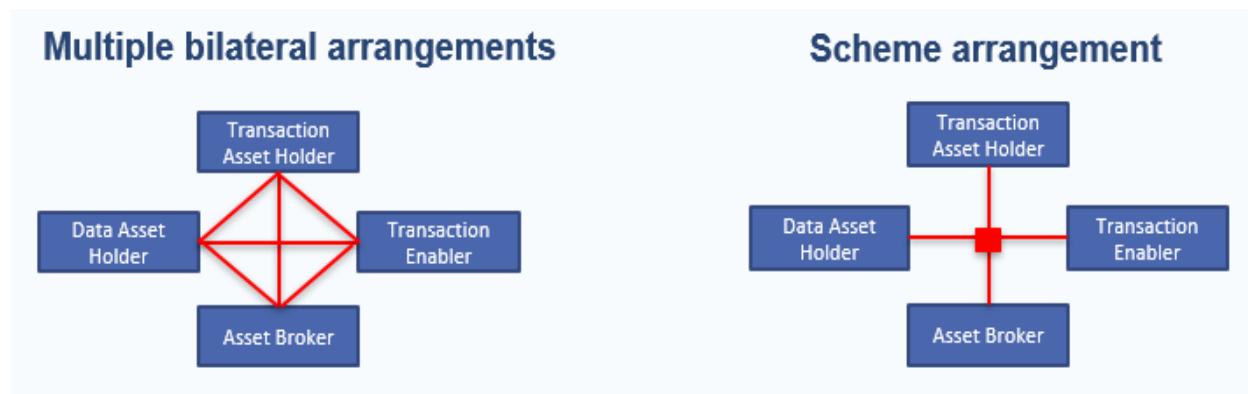 Multiple bilateral arrangements
Transaction
Asset Holder
Data Asset
Holder
Transaction
Enabler
Asset Broker
Scheme arrangement
Transaction
Asset Holder
Data Asset
Holder
Transaction
Enabler
Asset Broker